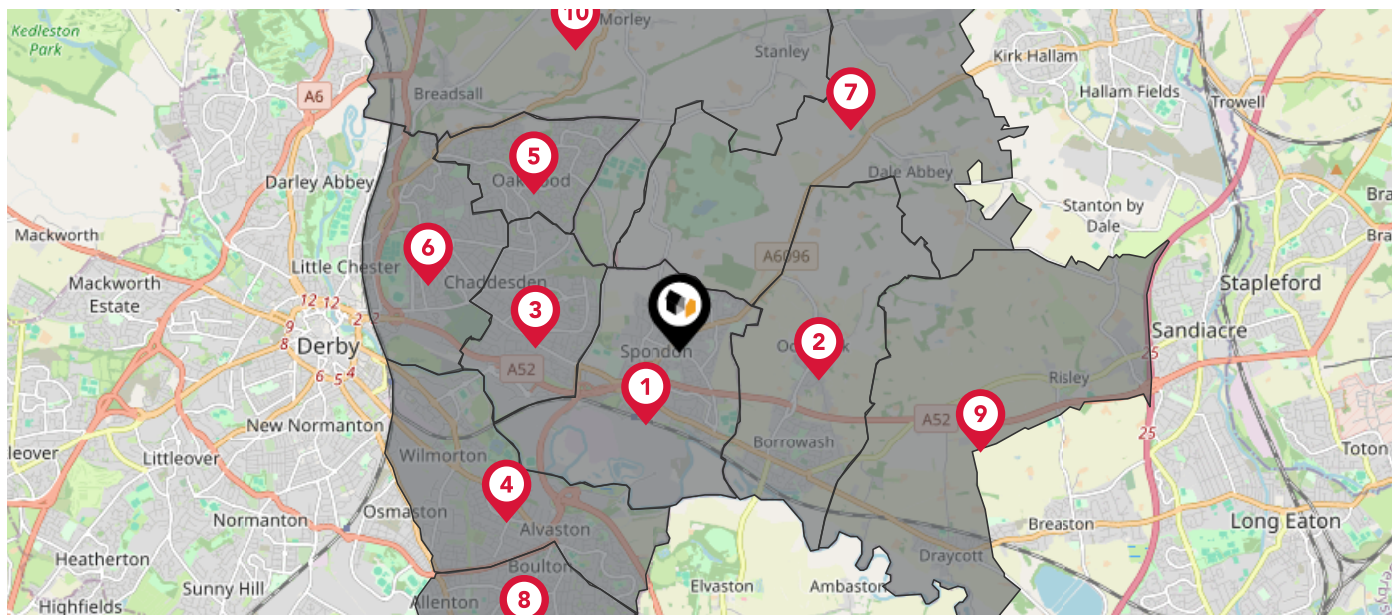 Kedleston
Park
10
Morley
Stanley
Kirk Hallam
A6
Breadsall
7
Hallam Fields
Trowell
5
Oakwood
Darley Abbey
Dale Abbey
Stanton by
Dale
Mackworth
6
A6096
Little Chester
Chaddesden
Mackworth
Estate
Stapleford
12 12
9
2
8
3
Derby
6 5 4
Spondon
2
Sandiacre
25
A52
1
Risley
A52
9
New Normanton
25
Borrowash
Toton
Littleover
Wilmorton
4
Normanton
Osmaston
Alvaston
Breaston
Long Eaton
Heatherton
Boulton
Draycott
Sunny Hill
Elvaston
Ambaston
Allenton
8
Highfields